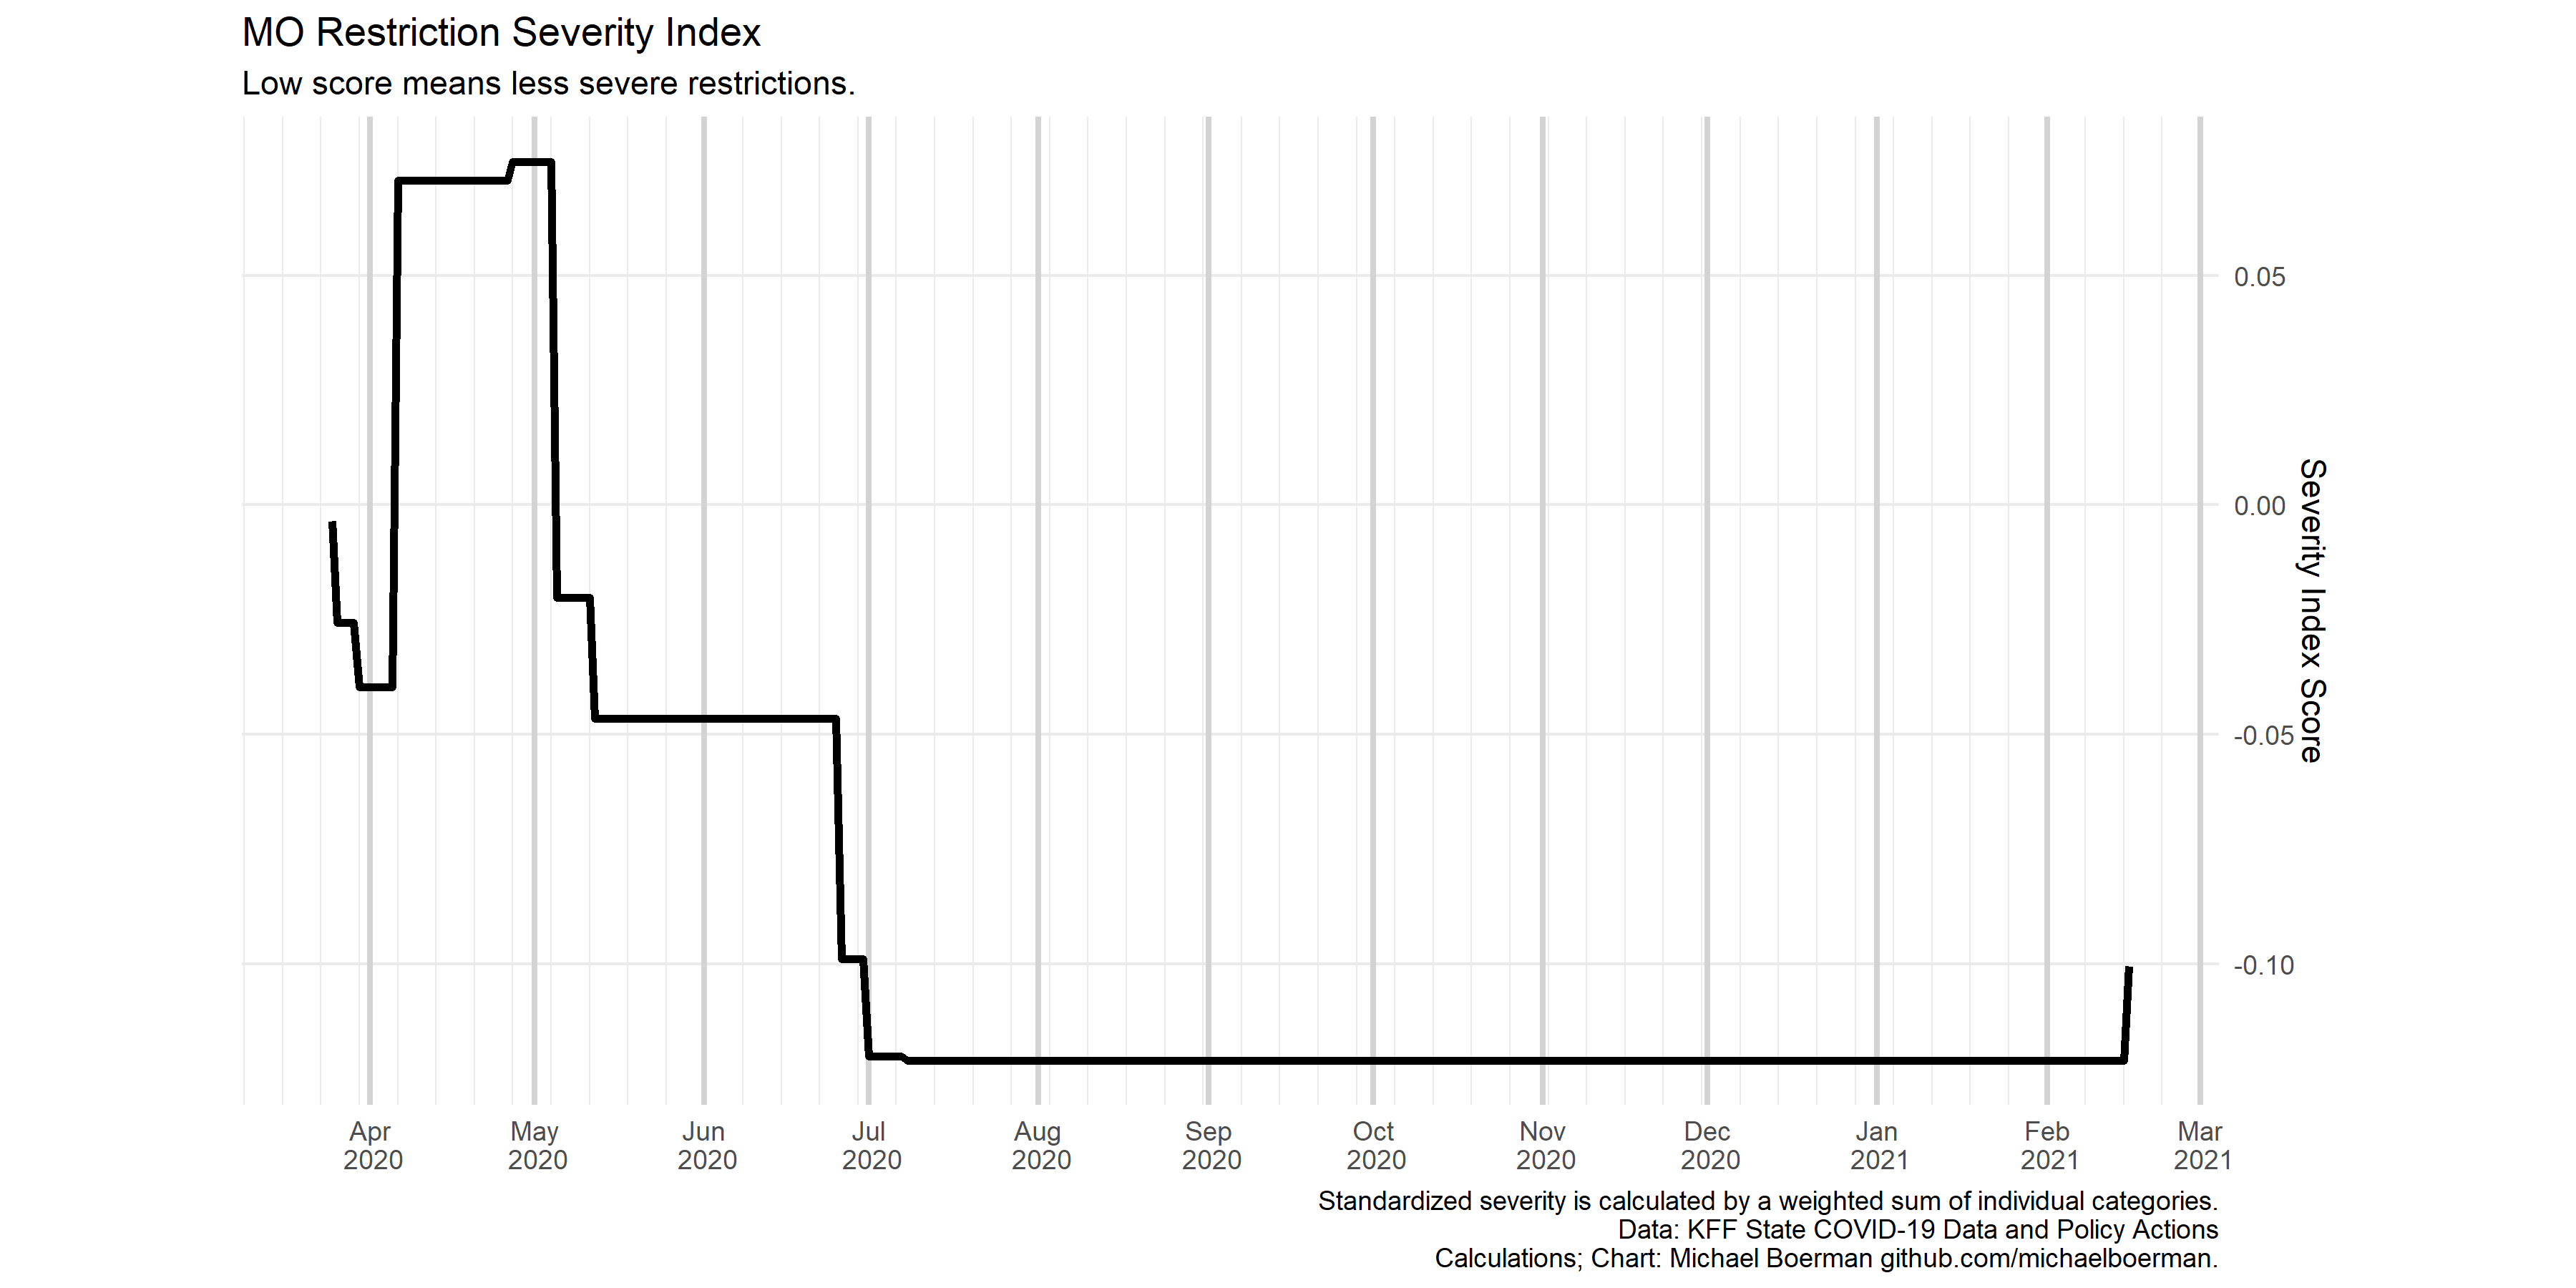 MO Restriction Severity Index
Low score means less severe restrictions.
0.05
0.00
-0.05
-0.10
Severity Index Score
Apr
2020
May
2020
Jun
2020
Jul
2020
Aug
2020
Sep
2020
Oct
2020
Nov
2020
Dec
2020
Jan
2021
Feb
2021
Mar
2021
Standardized severity is calculated by a weighted sum of individual categories.
Data: KFF State COVID-19 Data and Policy Actions
Calculations; Chart: Michael Boerman github.com/michaelboerman.